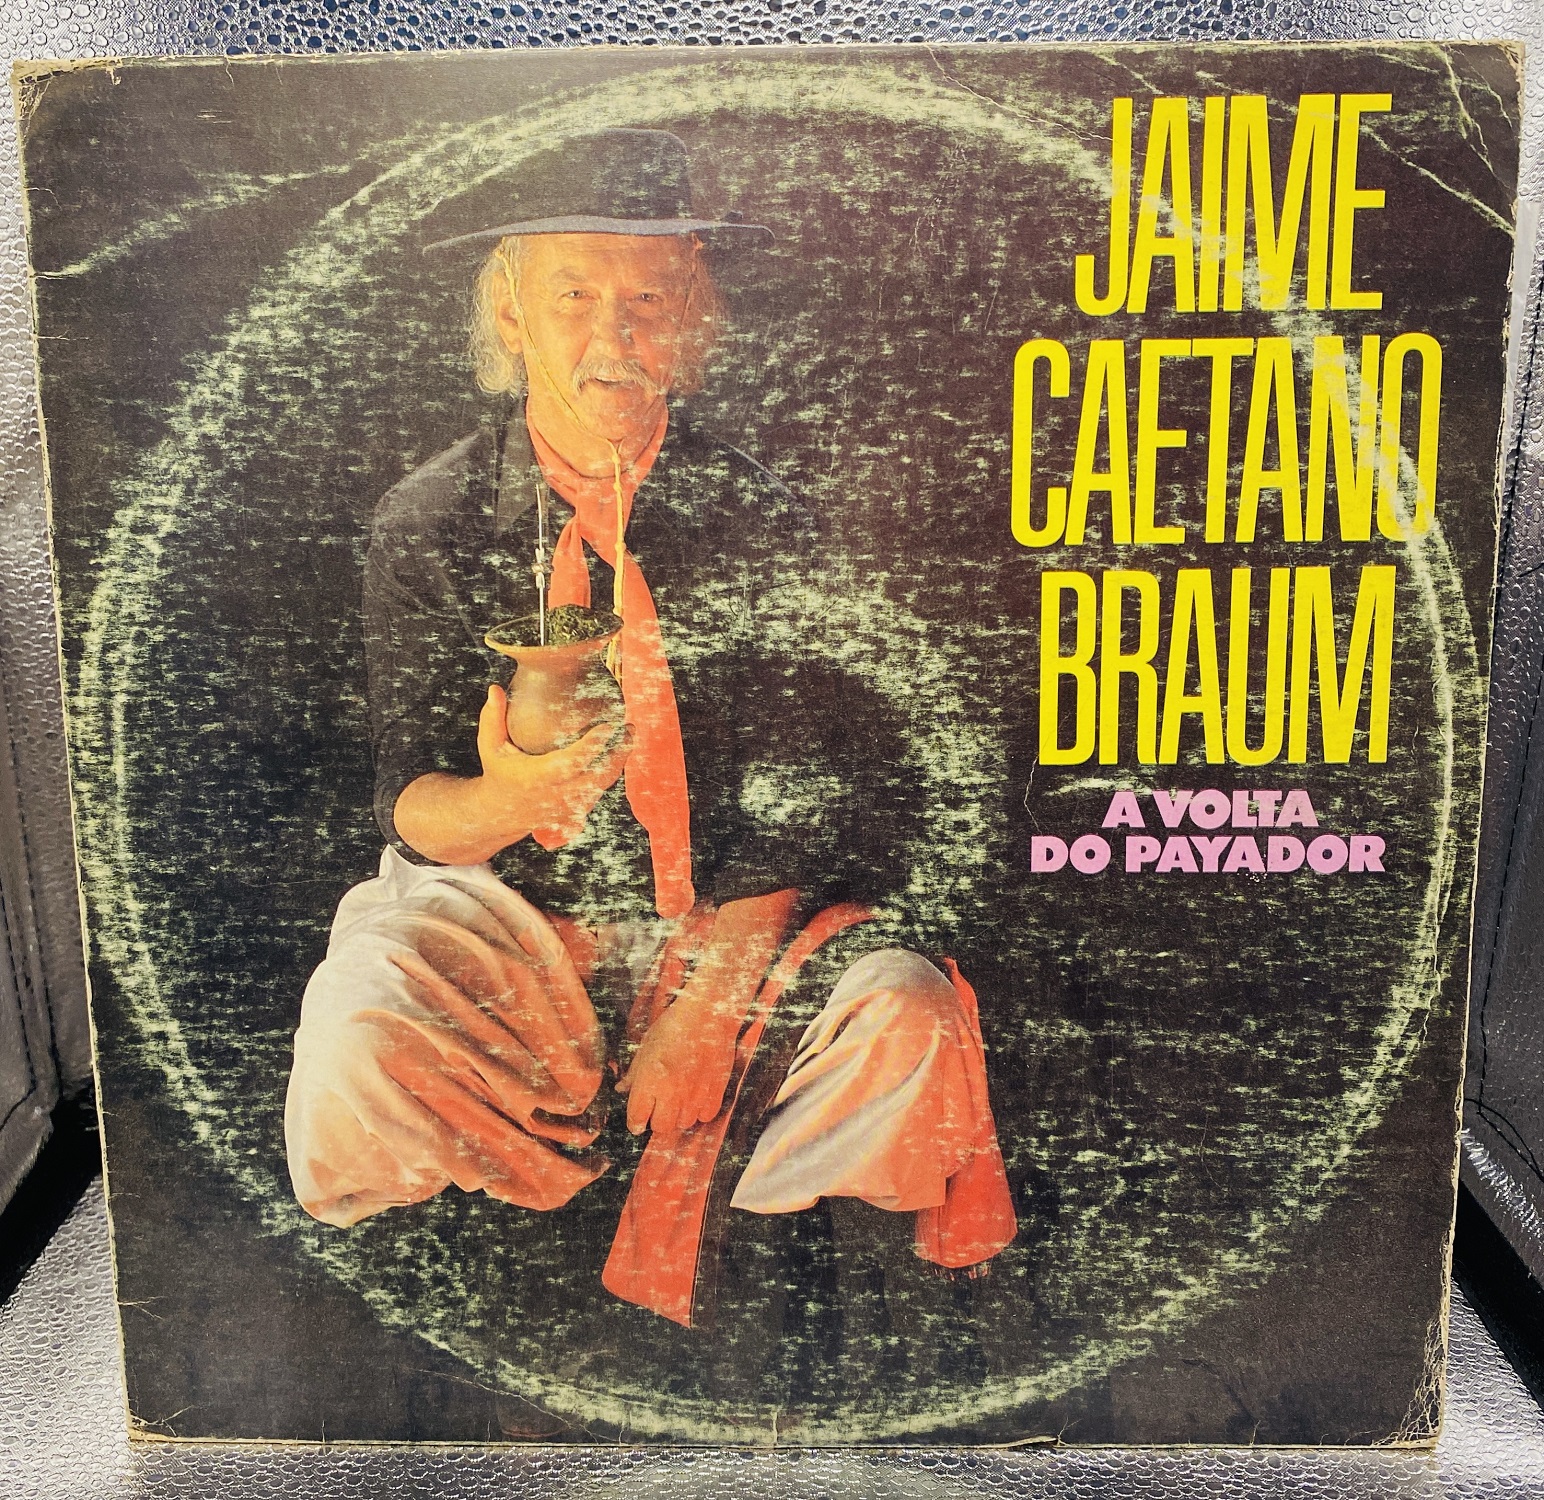 JAIME
CAETANO
BRAUM
A VOLTA
DO PAYADOR